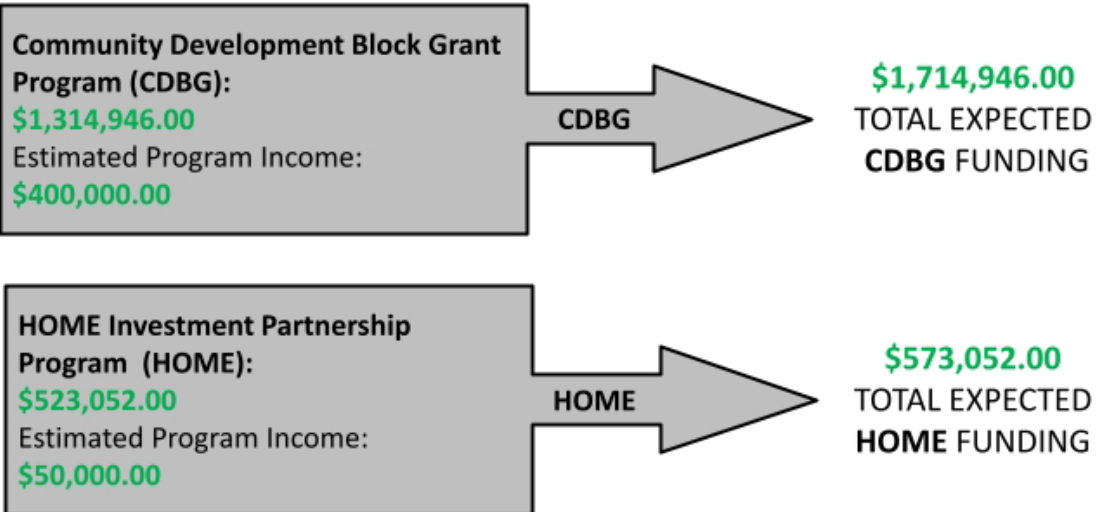 Community Development Block Grant
Program (CDBG):
$1,314,946.00
Estimated Program Income:
$400,000.00
CDBG
$1,714,946.00
TOTAL EXPECTED
CDBG FUNDING
HOME Investment Partnership
Program  (HOME):
$523,052.00
Estimated Program Income:
$50,000.00
HOME
$573,052.00
TOTAL EXPECTED
HOME FUNDING